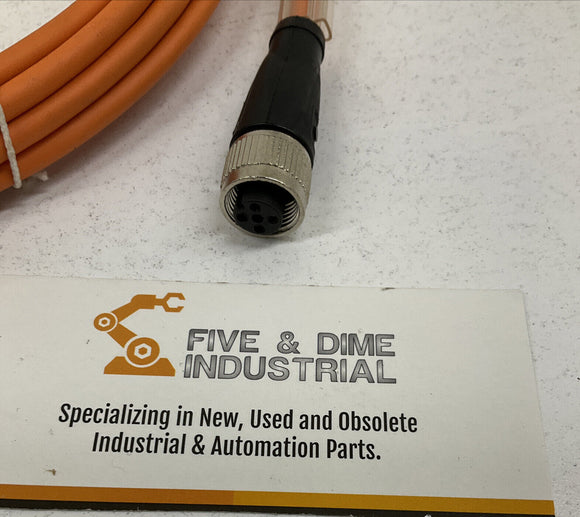 FIVE & DIME
INDUSTRIAL
Specializing in New, Used and Obsolete
Industrial & Automation Parts.